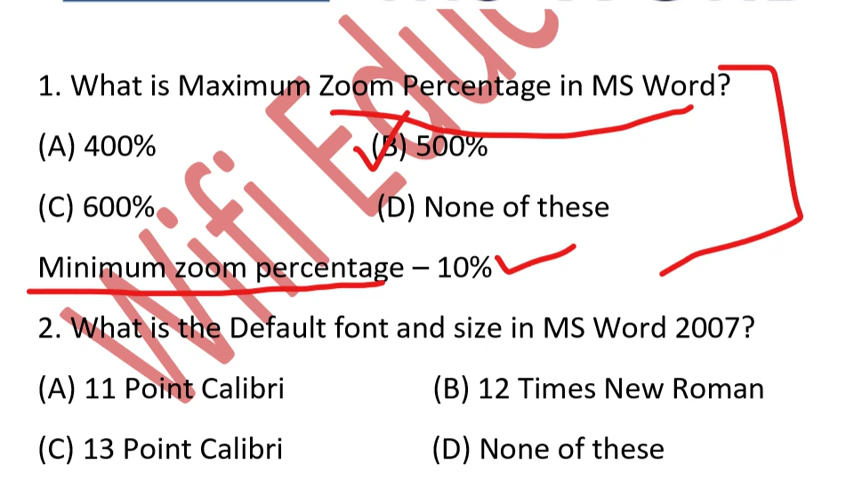 1. What is Maximum Zoom Percentage in MS Word?
(A) 400% (B) 500%
(C) 600% (D) None of these
Minimum zoom percentage – 10%
2. What is the Default font and size in MS Word 2007?
(A) 11 Point Calibri (B) 12 Times New Roman
(C) 13 Point Calibri (D) None of these
Wifi Educ